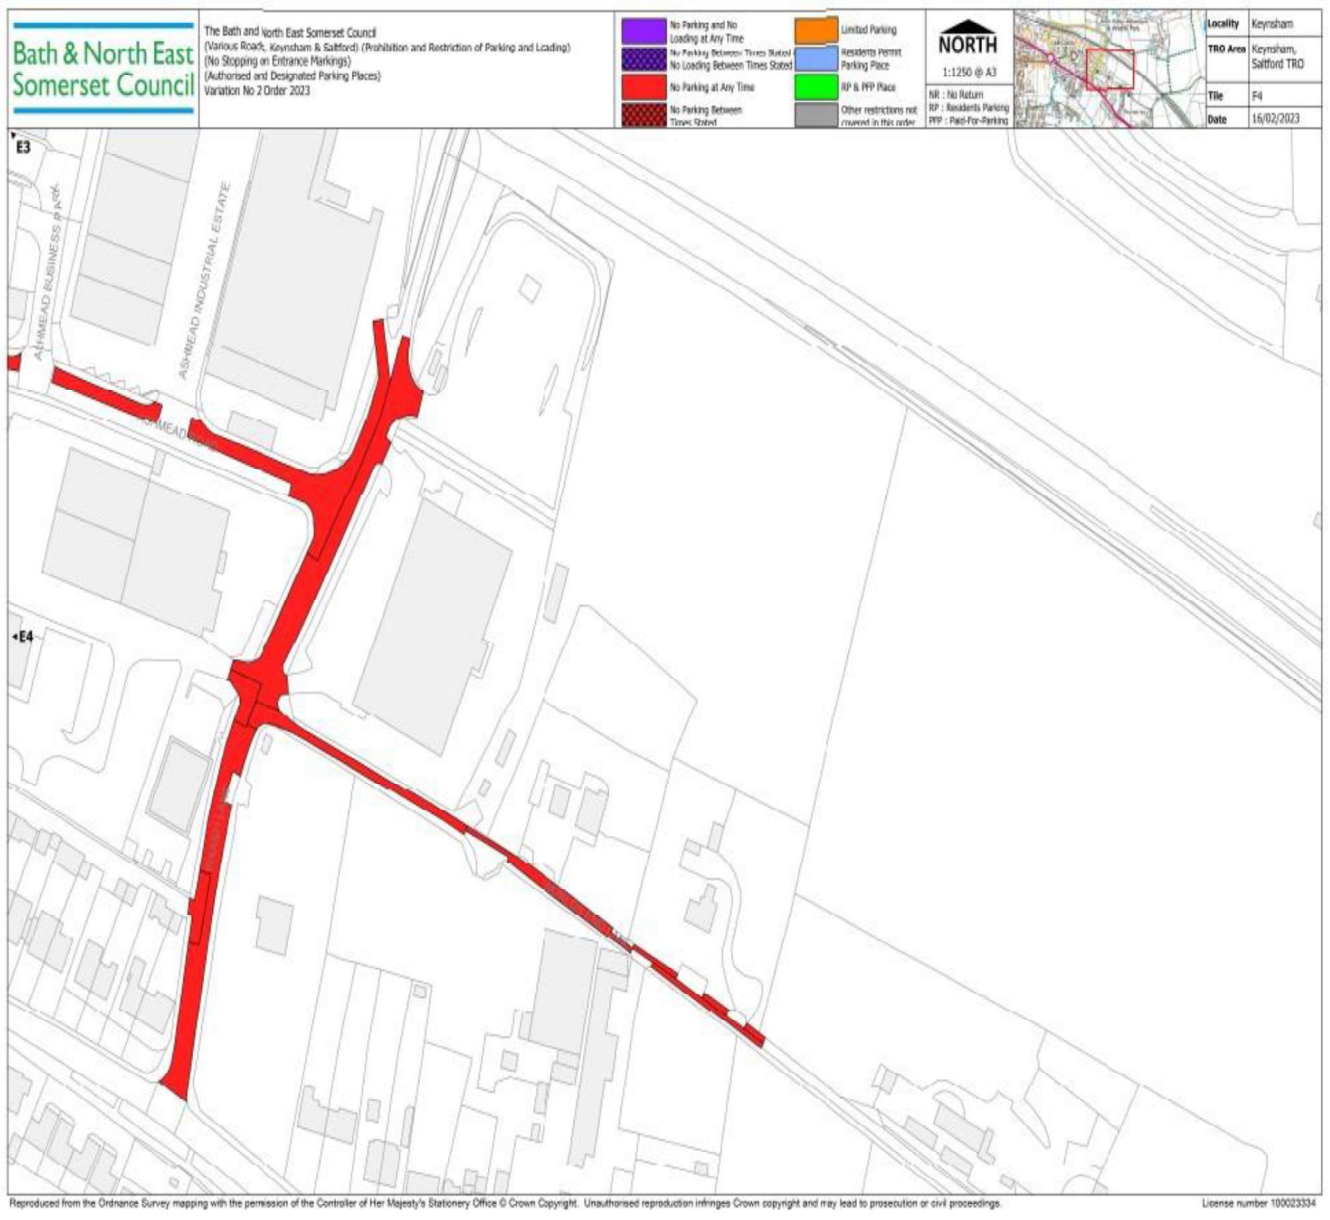 Bath & North East
Somerset Council
The Bath and North East Somerset Council
(Various Roads, Keynsham & Saltford) (Prohibition and Restriction of Parking and Loading)
(No Stopping on Entrance Markings)
(Authorised and Designated Parking Places)
Variation No 2 Order 2023
No Parking and No
Loading at Any Time
No Parking Between Times Stated
No Loading Between Times Stated
No Parking at Any Time
No Parking Between
Times Stated
Limited Parking
Residents Permit
Parking Place
RP & PFP Place
Other restrictions not
covered in this order
NORTH
1:1250 @ A3
NR : No Return
RP : Residents Parking
PFP : Paid-For-Parking
Locality Keynsham
TRO Area Keynsham,
Saltford TRO
Tile F4
Date 16/02/2023
E3
ASHMEAD BUSINESS PARK
ASHMEAD INDUSTRIAL ESTATE
ASHMEAD ROAD
◂E4
Reproduced from the Ordnance Survey mapping with the permission of the Controller of Her Majesty's Stationery Office © Crown Copyright. Unauthorised reproduction infringes Crown copyright and may lead to prosecution or civil proceedings.
License number 100023334